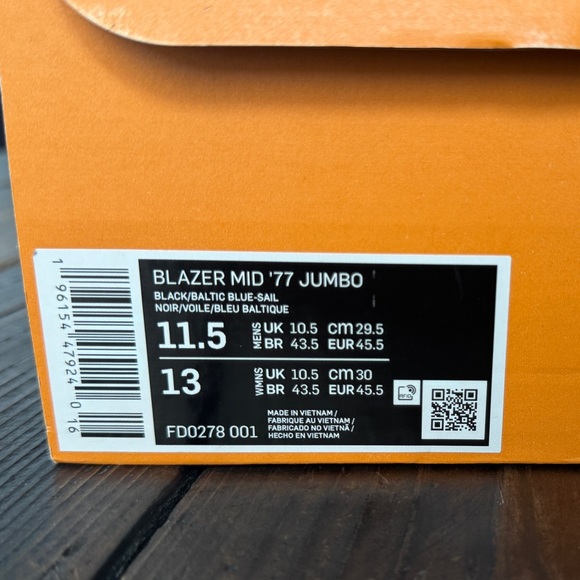 BLAZER MID '77 JUMBO
BLACK/BALTIC BLUE-SAIL
NOIR/VOILE/BLEU BALTIQUE
11.5 MENS UK 10.5 CM 29.5
BR 43.5 EUR 45.5
13 WMNS UK 10.5 CM 30
BR 43.5 EUR 45.5
FD0278 001
MADE IN VIETNAM /
FABRIQUE AU VIETNAM /
FABRICADO NO VIETNÃ /
HECHO EN VIETNAM
RFID
1 96154 47924 0 16